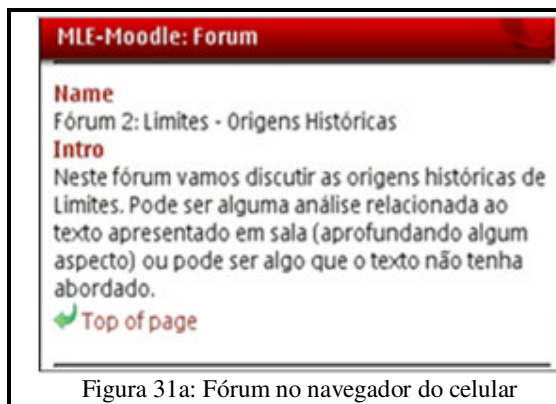 MLE-Moodle: Forum
Name
Fórum 2: Limites - Origens Históricas
Intro
Neste fórum vamos discutir as origens históricas de
Limites. Pode ser alguma análise relacionada ao
texto apresentado em sala (aprofundando algum
aspecto) ou pode ser algo que o texto não tenha
abordado.
Top of page
Figura 31a: Fórum no navegador do celular